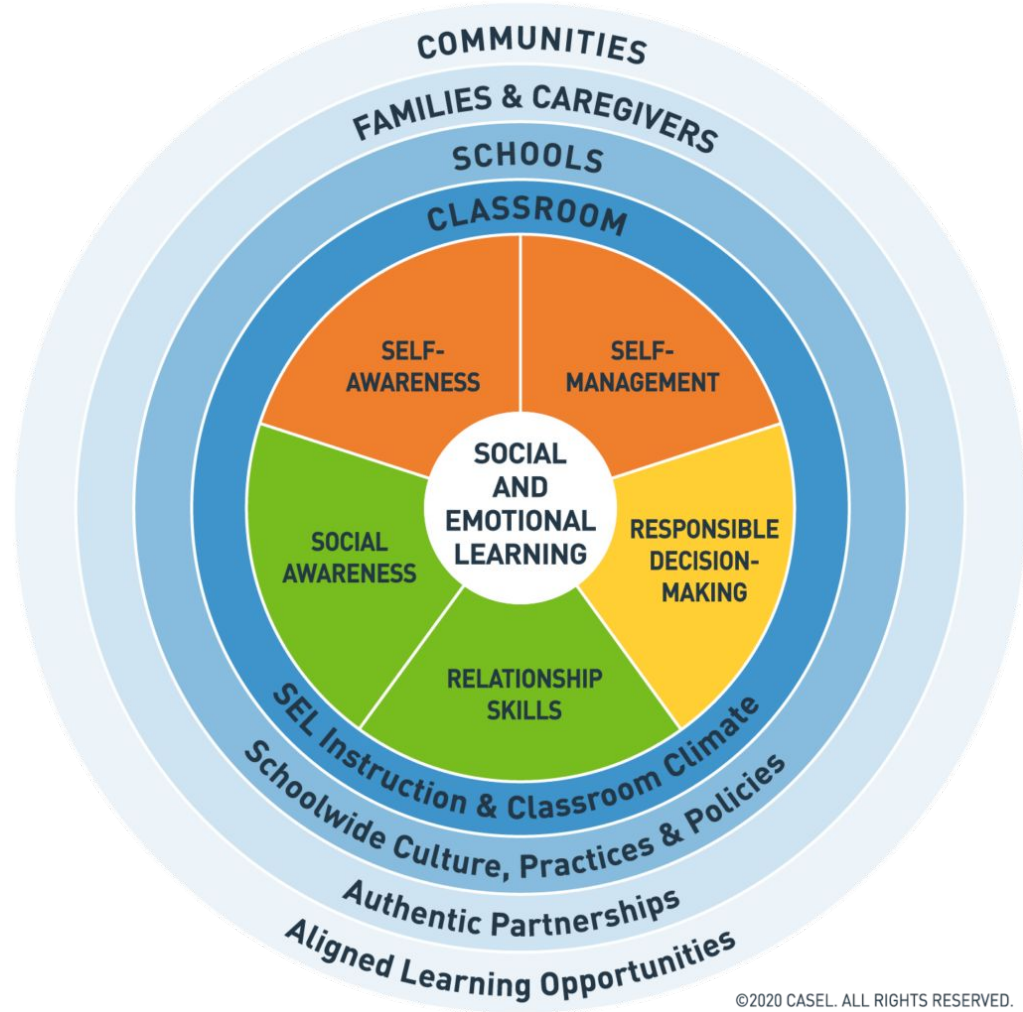 COMMUNITIES
FAMILIES & CAREGIVERS
SCHOOLS
CLASSROOM
SELF-
AWARENESS
SELF-
MANAGEMENT
SOCIAL
AND
EMOTIONAL
LEARNING
SOCIAL
AWARENESS
RESPONSIBLE
DECISION-
MAKING
RELATIONSHIP
SKILLS
SEL Instruction & Classroom Climate
Schoolwide Culture, Practices & Policies
Authentic Partnerships
Aligned Learning Opportunities
©2020 CASEL. ALL RIGHTS RESERVED.